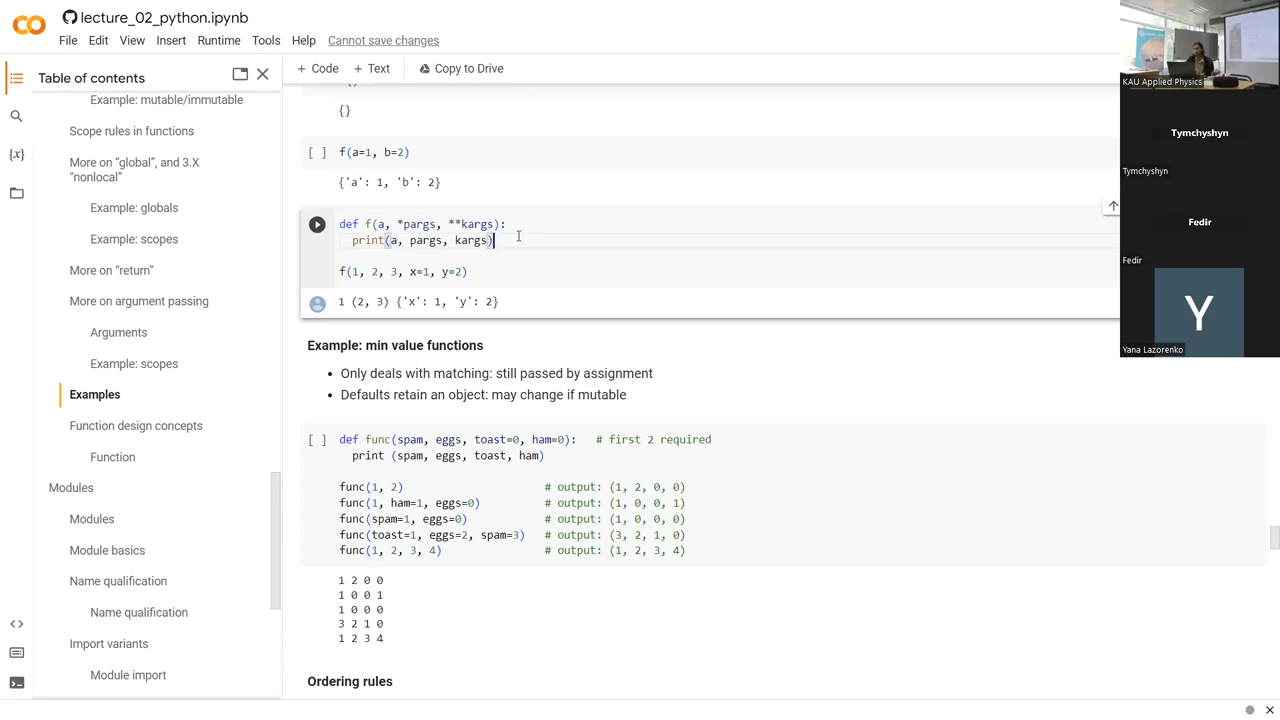 lecture_02_python.ipynb
File Edit View Insert Runtime Tools Help Cannot save changes
Table of contents
+ Code + Text Copy to Drive
Example: mutable/immutable
Scope rules in functions
More on “global”, and 3.X
“nonlocal”
Example: globals
Example: scopes
More on “return”
More on argument passing
Arguments
Example: scopes
Examples
Function design concepts
Function
Modules
Modules
Module basics
Name qualification
Name qualification
Import variants
Module import
{}
[ ] f(a=1, b=2)
{'a': 1, 'b': 2}
def f(a, *pargs, **kargs):
print(a, pargs, kargs)
f(1, 2, 3, x=1, y=2)
1 (2, 3) {'x': 1, 'y': 2}
Example: min value functions
• Only deals with matching: still passed by assignment
• Defaults retain an object: may change if mutable
[ ] def func(spam, eggs, toast=0, ham=0): # first 2 required
print (spam, eggs, toast, ham)
func(1, 2) # output: (1, 2, 0, 0)
func(1, ham=1, eggs=0) # output: (1, 0, 0, 1)
func(spam=1, eggs=0) # output: (1, 0, 0, 0)
func(toast=1, eggs=2, spam=3) # output: (3, 2, 1, 0)
func(1, 2, 3, 4) # output: (1, 2, 3, 4)
1 2 0 0
1 0 0 1
1 0 0 0
3 2 1 0
1 2 3 4
Ordering rules
KAU Applied Physics
Tymchyshyn
Tymchyshyn
Fedir
Fedir
Y
Yana Lazorenko